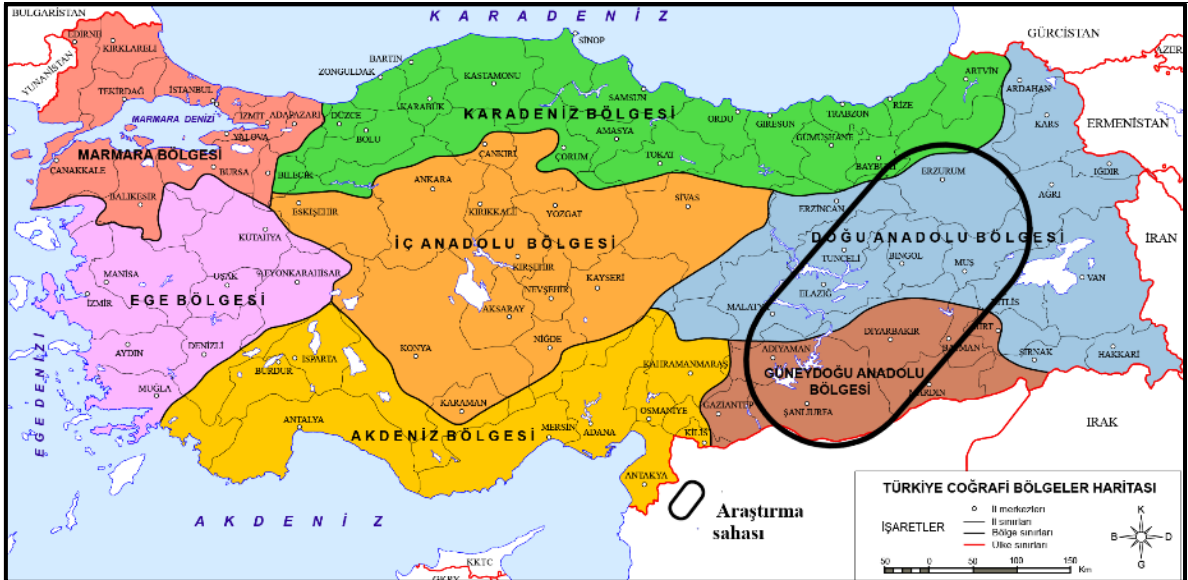 KARADENİZ
BULGARİSTAN
YUNANİSTAN
GÜRCİSTAN
ERMENİSTAN
İRAN
IRAK
EDİRNE
KIRKLARELİ
TEKİRDAĞ
İSTANBUL
MARMARA DENİZİ
İZMİT
ADAPAZARI
YALOVA
MARMARA BÖLGESİ
ÇANAKKALE
BURSA
BİLECİK
BALIKESİR
BARTIN
ZONGULDAK
KASTAMONU
SİNOP
KARABÜK
DÜZCE
BOLU
SAMSUN
KARADENİZ BÖLGESİ
ORDU
GİRESUN
TRABZON
RİZE
ARTVİN
AMASYA
GÜMÜŞHANE
ÇORUM
TOKAT
BAYBURT
ARDAHAN
KARS
IĞDIR
AĞRI
ERZURUM
ERZİNCAN
DOĞU ANADOLU BÖLGESİ
TUNCELİ
BİNGÖL
MUŞ
VAN
ELAZIĞ
MALATYA
BİTLİS
HAKKARİ
ŞIRNAK
ÇANKIRI
ANKARA
KIRIKKALE
YOZGAT
SİVAS
ESKİŞEHİR
İÇ ANADOLU BÖLGESİ
KIRŞEHİR
KAYSERİ
NEVŞEHİR
AKSARAY
NİĞDE
KONYA
KARAMAN
KÜTAHYA
MANİSA
UŞAK
AFYONKARAHİSAR
İZMİR
EGE BÖLGESİ
AYDIN
DENİZLİ
MUĞLA
EGE DENİZİ
ISPARTA
BURDUR
ANTALYA
AKDENİZ BÖLGESİ
MERSİN
ADANA
OSMANİYE
KAHRAMANMARAŞ
KİLİS
ANTAKYA
ADIYAMAN
DİYARBAKIR
BATMAN
SİİRT
GÜNEYDOĞU ANADOLU
BÖLGESİ
GAZİANTEP
ŞANLIURFA
MARDİN
AKDENİZ
KKTC
Araştırma
sahası
TÜRKİYE COĞRAFİ BÖLGELER HARİTASI
İŞARETLER
İl merkezleri
İl sınırları
Bölge sınırları
Ülke sınırları
K
B
D
G
50 0 50 100 150
Km